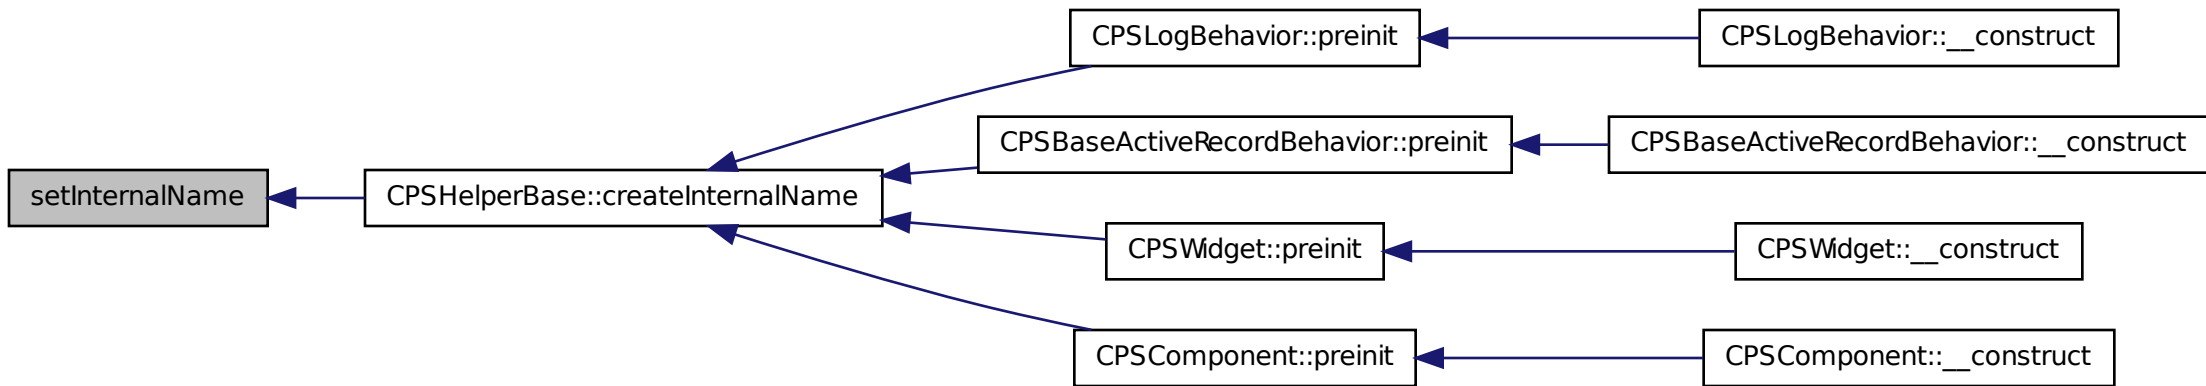 CPSLogBehavior::preinit
CPSLogBehavior::__construct
CPSBaseActiveRecordBehavior::preinit
CPSBaseActiveRecordBehavior::__construct
setInternalName
CPSHelperBase::createInternalName
CPSWidget::preinit
CPSWidget::__construct
CPSComponent::preinit
CPSComponent::__construct